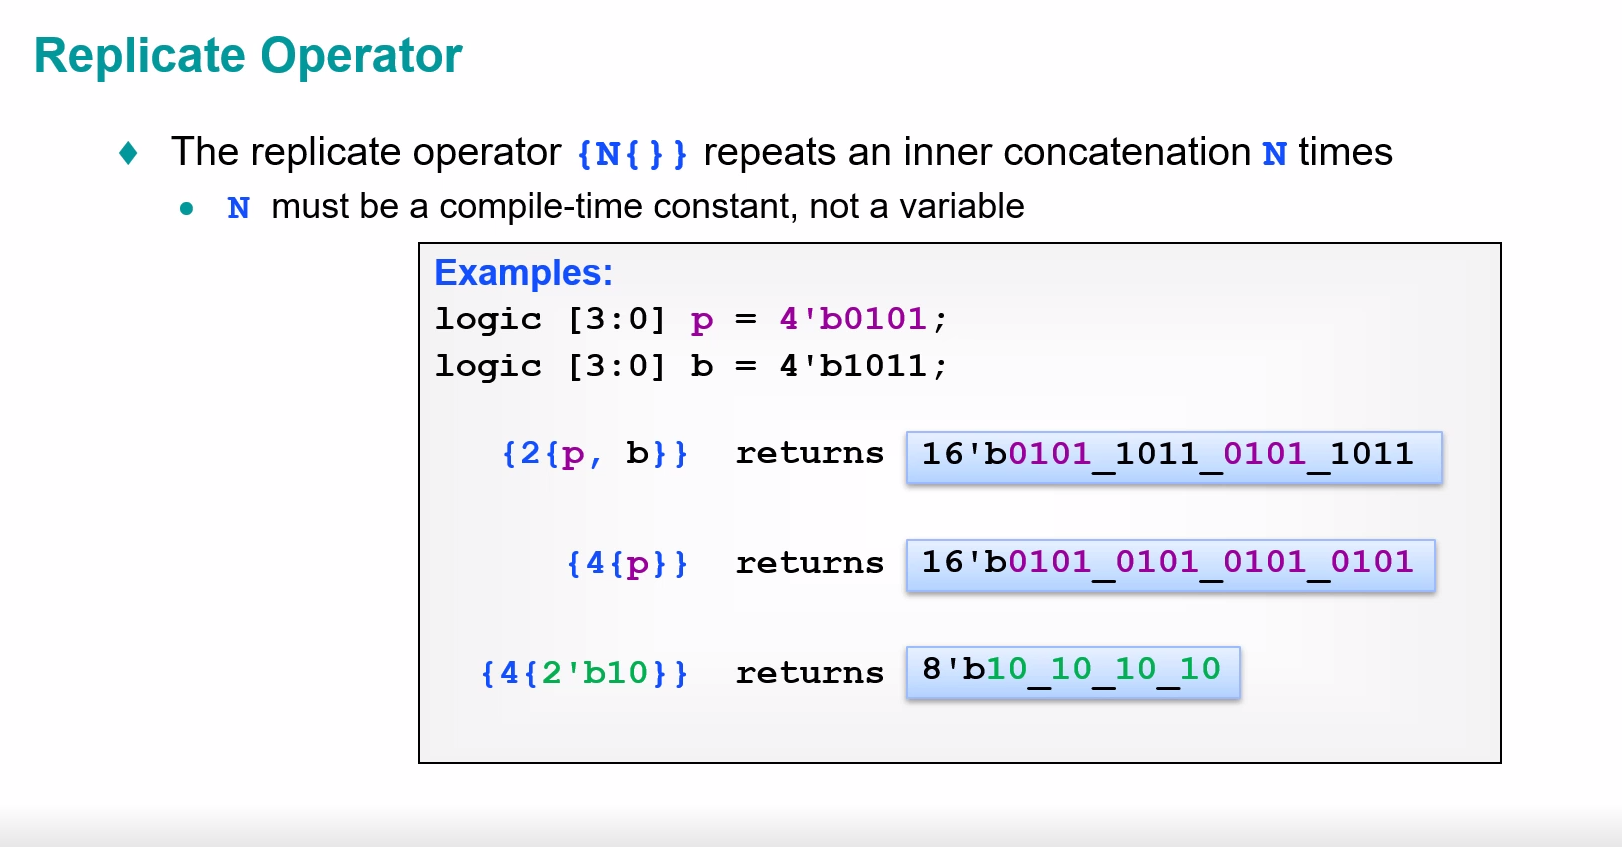 Replicate Operator
The replicate operator {N{}} repeats an inner concatenation N times
N must be a compile-time constant, not a variable
Examples:
logic [3:0] p = 4'b0101;
logic [3:0] b = 4'b1011;
{2{p, b}} returns 16'b0101_1011_0101_1011
{4{p}} returns 16'b0101_0101_0101_0101
{4{2'b10}} returns 8'b10_10_10_10